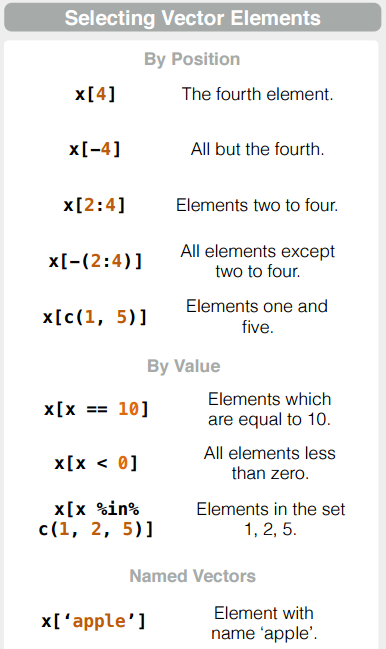 Selecting Vector Elements
By Position
x[4] The fourth element.
x[−4] All but the fourth.
x[2:4] Elements two to four.
x[−(2:4)] All elements except
two to four.
x[c(1, 5)] Elements one and
five.
By Value
x[x == 10] Elements which
are equal to 10.
x[x < 0] All elements less
than zero.
x[x %in%
c(1, 2, 5)] Elements in the set
1, 2, 5.
Named Vectors
x[‘apple’] Element with
name ‘apple’.